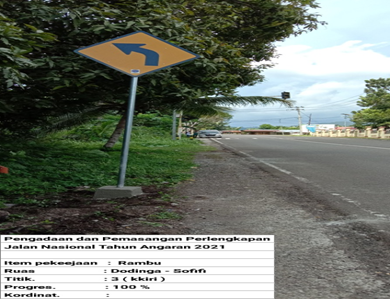 Pengadaan dan Pemasangan Perlengkapan
Jalan Nasional Tahun Angaran 2021
Item pekeejaan : Rambu
Ruas : Dodinga - Sofifi
Titik. : 3 ( kkiri )
Progres. : 100 %
Kordinat. :